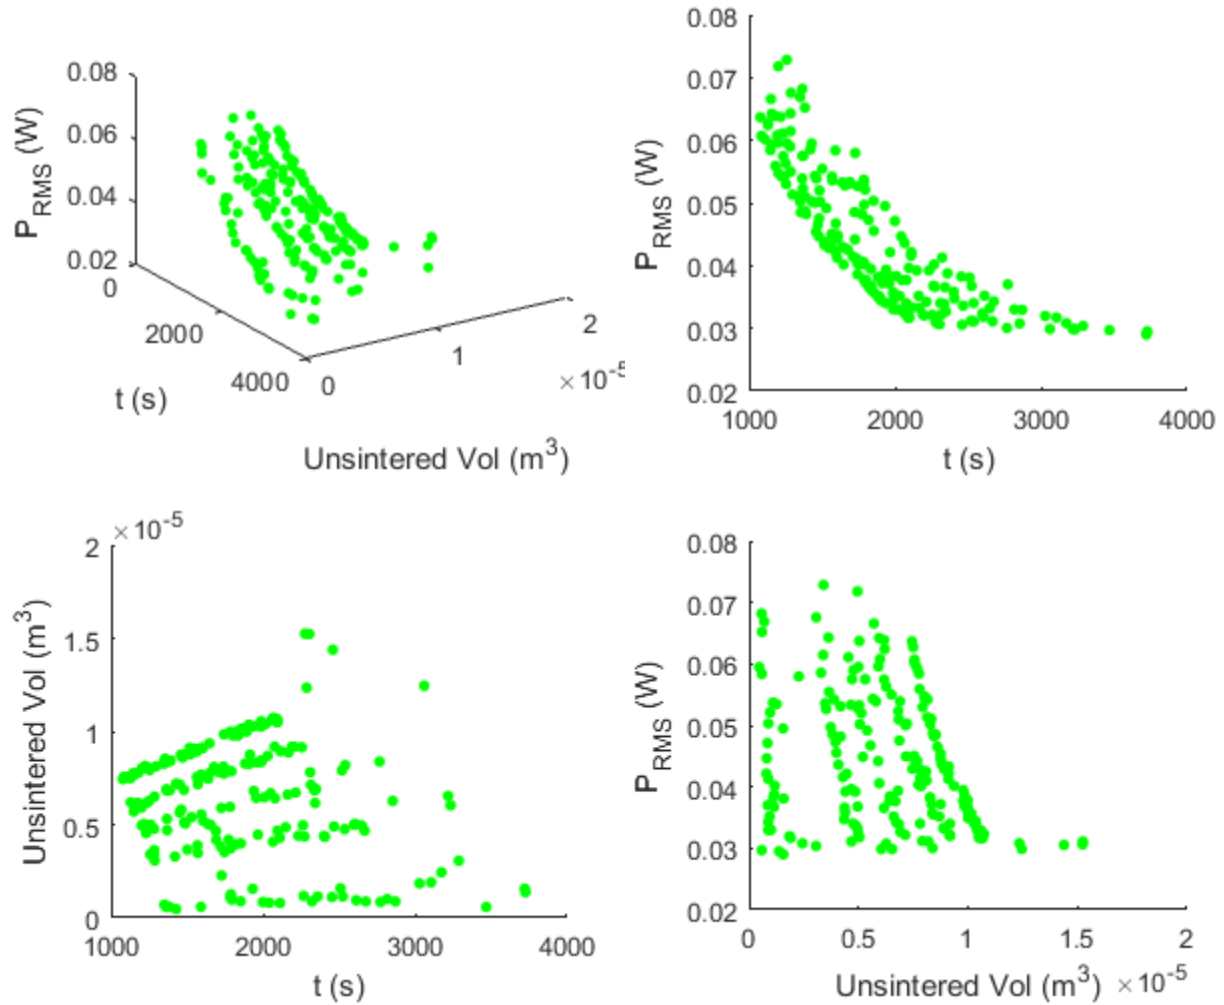 0.08
0.06
0.04
0.02
P_RMS (W)
0
2000
4000
t (s)
0
1
2
×10^-5
Unsintered Vol (m^3)
0.08
0.07
0.06
0.05
0.04
0.03
0.02
P_RMS (W)
1000 2000 3000 4000
t (s)
×10^-5
2
1.5
1
0.5
0
Unsintered Vol (m^3)
1000 2000 3000 4000
t (s)
0.08
0.07
0.06
0.05
0.04
0.03
0.02
P_RMS (W)
0 0.5 1 1.5 2
Unsintered Vol (m^3) ×10^-5